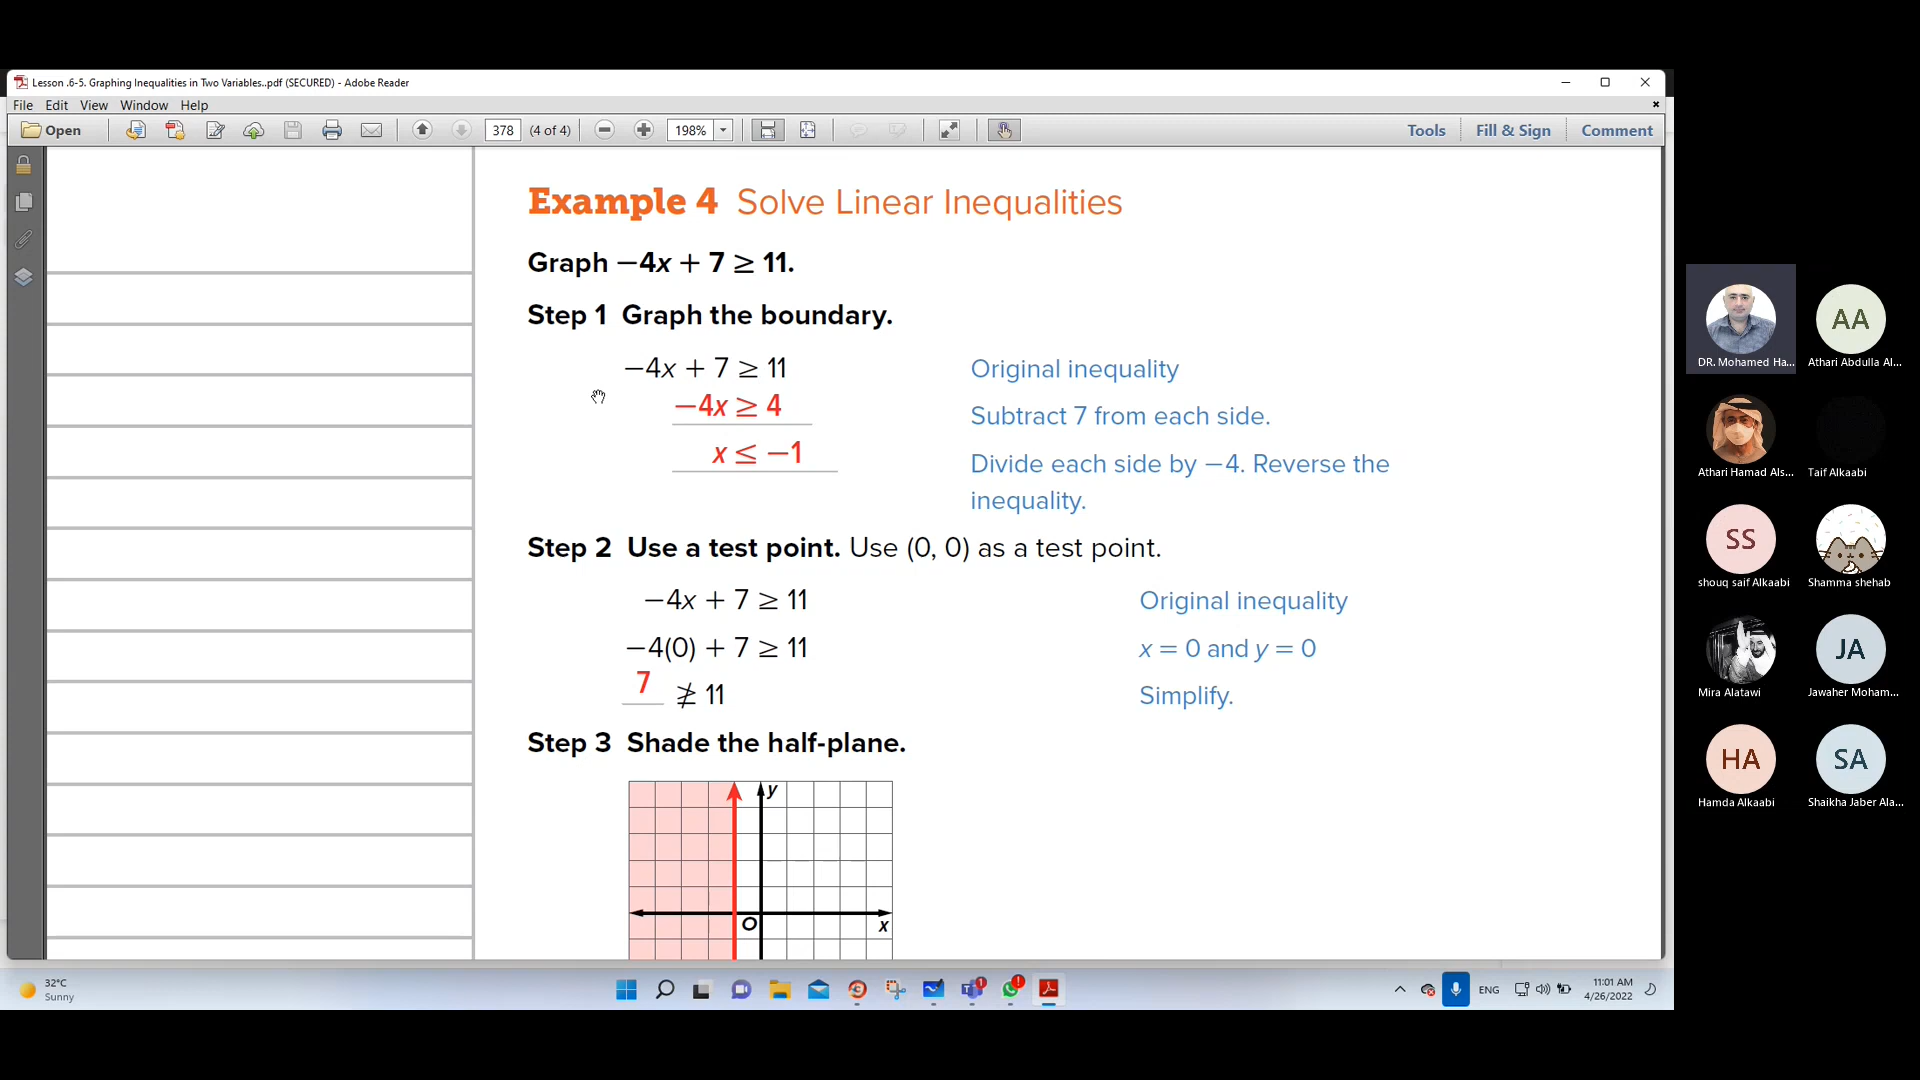 Lesson .6-5. Graphing Inequalities in Two Variables..pdf (SECURED) - Adobe Reader
File Edit View Window Help
Open 378 (4 of 4) 198% Tools Fill & Sign Comment
Example 4 Solve Linear Inequalities
Graph −4x + 7 ≥ 11.
Step 1 Graph the boundary.
−4x + 7 ≥ 11 Original inequality
−4x ≥ 4 Subtract 7 from each side.
x ≤ −1 Divide each side by −4. Reverse the
inequality.
Step 2 Use a test point. Use (0, 0) as a test point.
−4x + 7 ≥ 11 Original inequality
−4(0) + 7 ≥ 11 x = 0 and y = 0
7 ≱ 11 Simplify.
Step 3 Shade the half-plane.
y
O
x
AA
DR. Mohamed Ha... Athari Abdulla Al...
Athari Hamad Als... Taif Alkaabi
SS
shouq saif Alkaabi Shamma shehab
JA
Mira Alatawi Jawaher Moham...
HA SA
Hamda Alkaabi Shaikha Jaber Ala...
32°C
Sunny
ENG
11:01 AM
4/26/2022